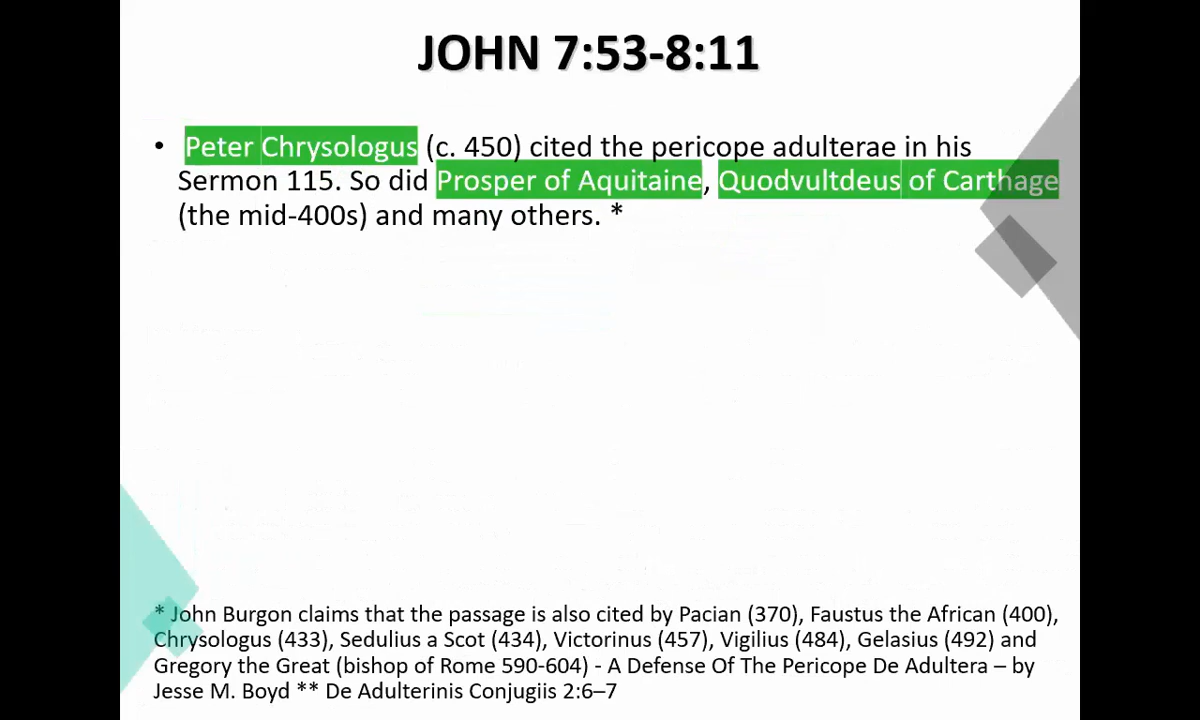 JOHN 7:53-8:11
• Peter Chrysologus (c. 450) cited the pericope adulterae in his
Sermon 115. So did Prosper of Aquitaine, Quodvultdeus of Carthage
(the mid-400s) and many others. *
* John Burgon claims that the passage is also cited by Pacian (370), Faustus the African (400),
Chrysologus (433), Sedulius a Scot (434), Victorinus (457), Vigilius (484), Gelasius (492) and
Gregory the Great (bishop of Rome 590-604) - A Defense Of The Pericope De Adultera – by
Jesse M. Boyd ** De Adulterinis Conjugiis 2:6–7